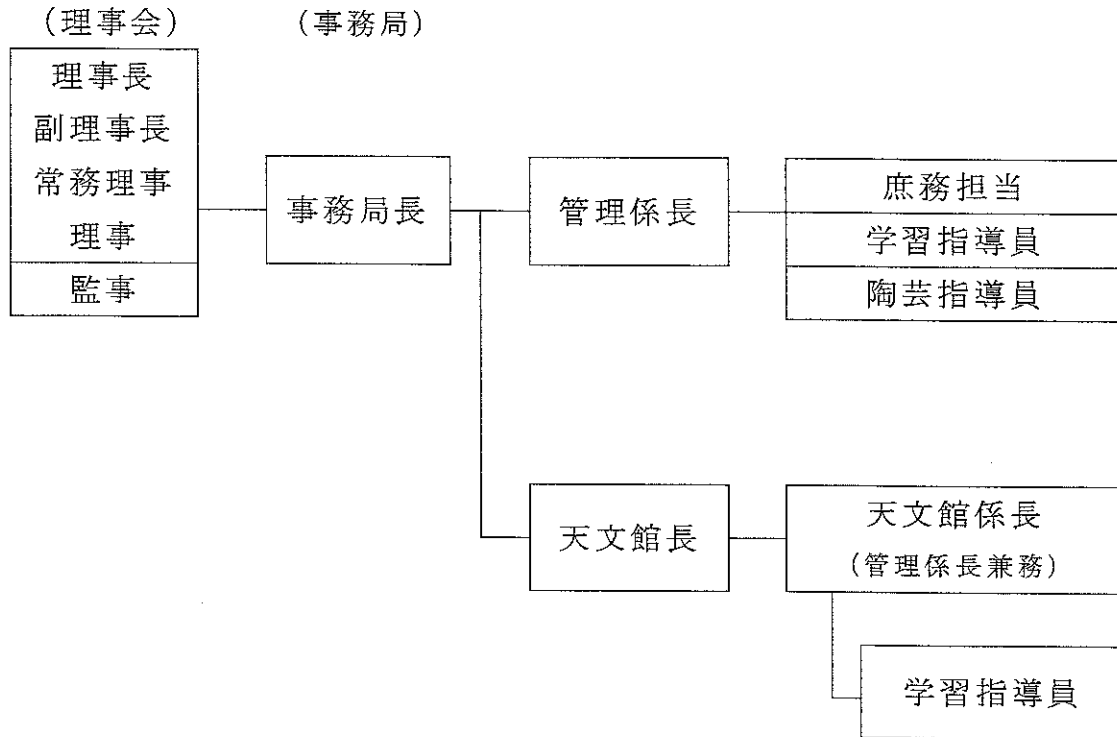 (理事会)
(事務局)
理事長
副理事長
常務理事
理事
監事
事務局長
管理係長
庶務担当
学習指導員
陶芸指導員
天文館長
天文館係長
(管理係長兼務)
学習指導員